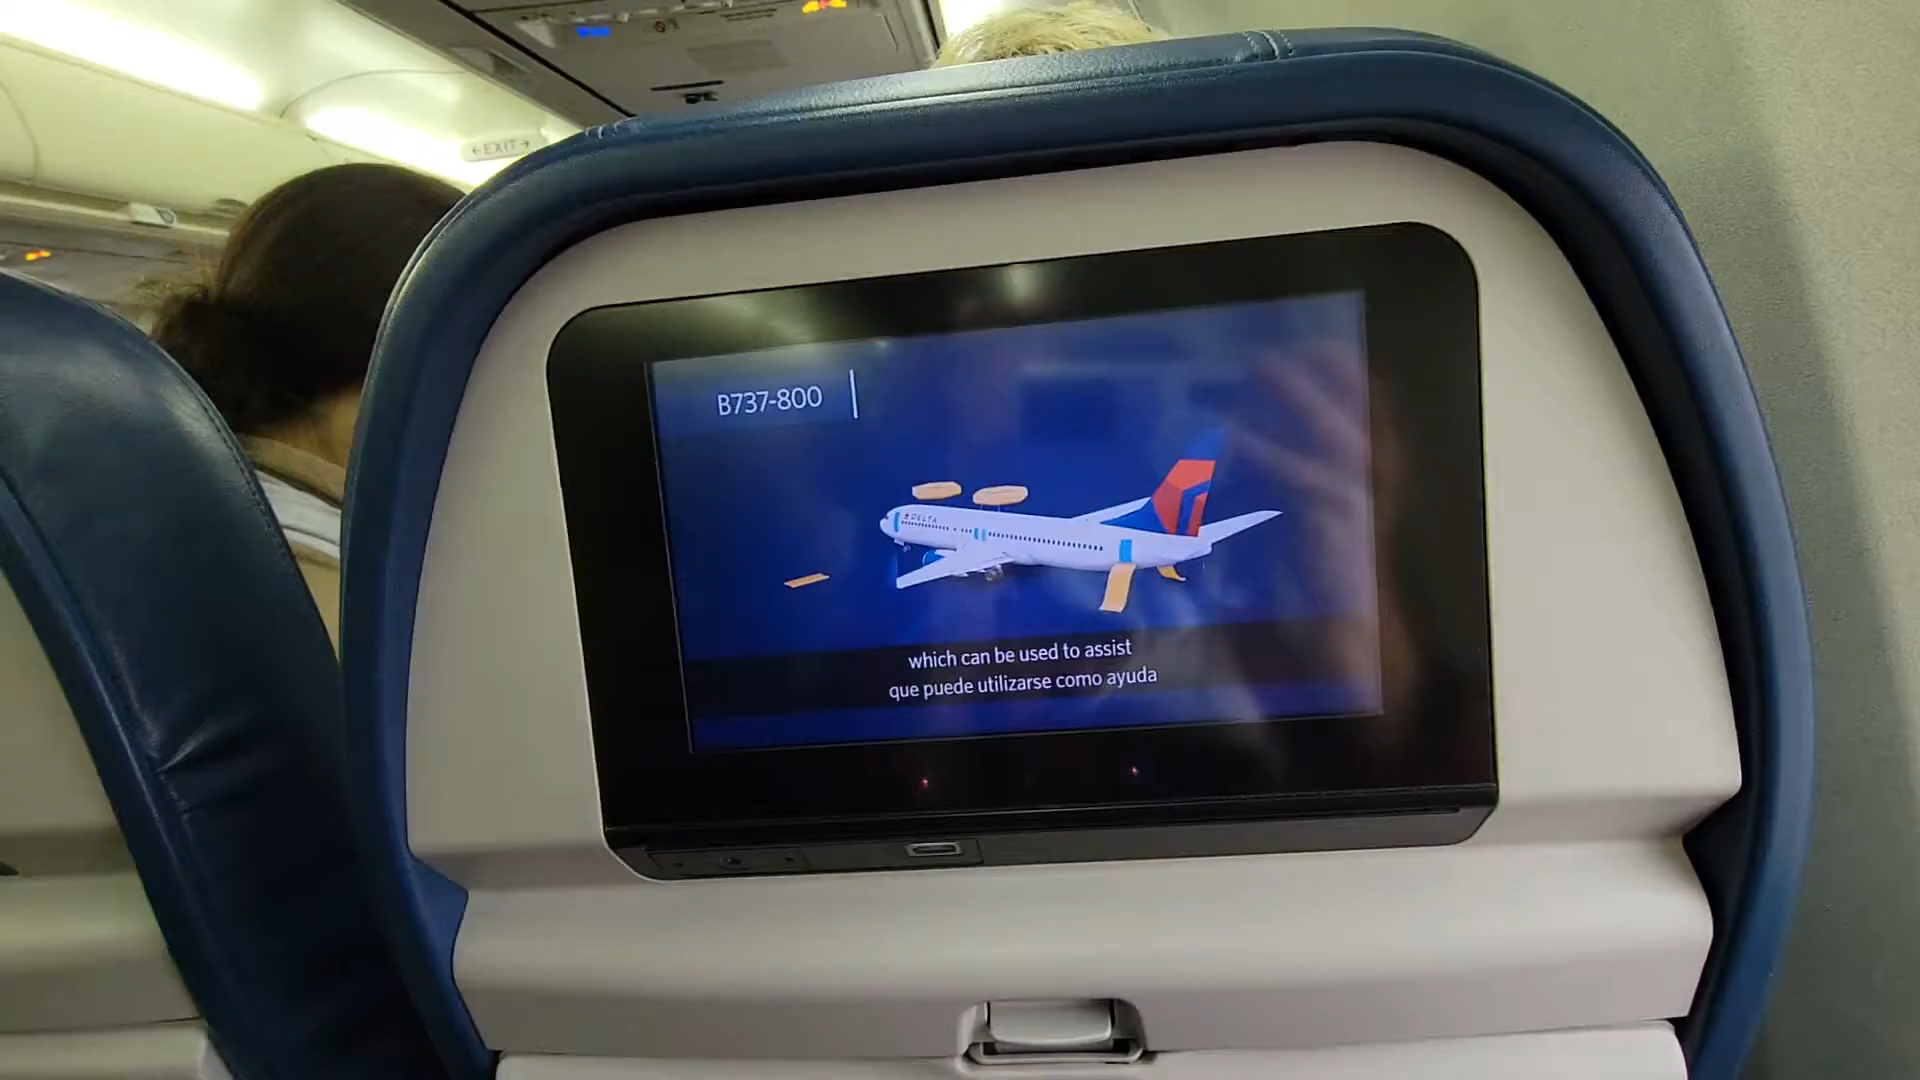 ←EXIT→
B737-800
DELTA
which can be used to assist
que puede utilizarse como ayuda